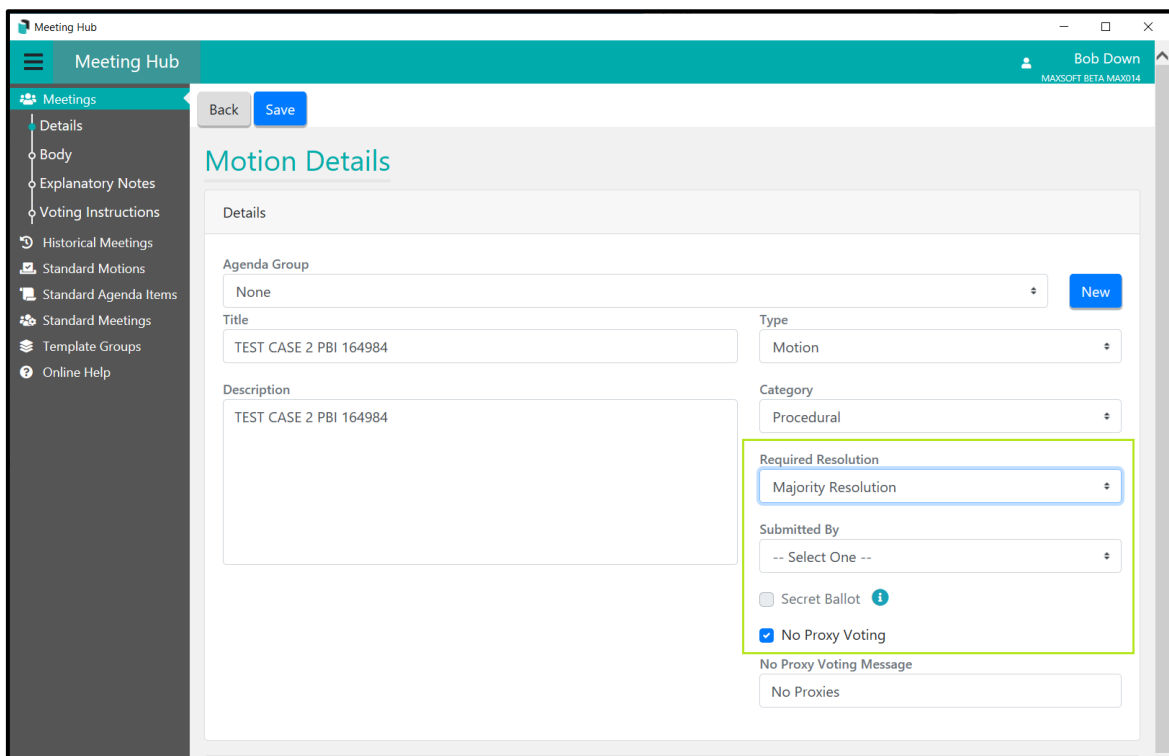 Meeting Hub
Meeting Hub
Bob Down
MAXSOFT BETA MAX014
Meetings
Details
Body
Explanatory Notes
Voting Instructions
Historical Meetings
Standard Motions
Standard Agenda Items
Standard Meetings
Template Groups
Online Help
Back Save
Motion Details
Details
Agenda Group
None
New
Title
TEST CASE 2 PBI 164984
Type
Motion
Description
TEST CASE 2 PBI 164984
Category
Procedural
Required Resolution
Majority Resolution
Submitted By
-- Select One --
Secret Ballot
No Proxy Voting
No Proxy Voting Message
No Proxies